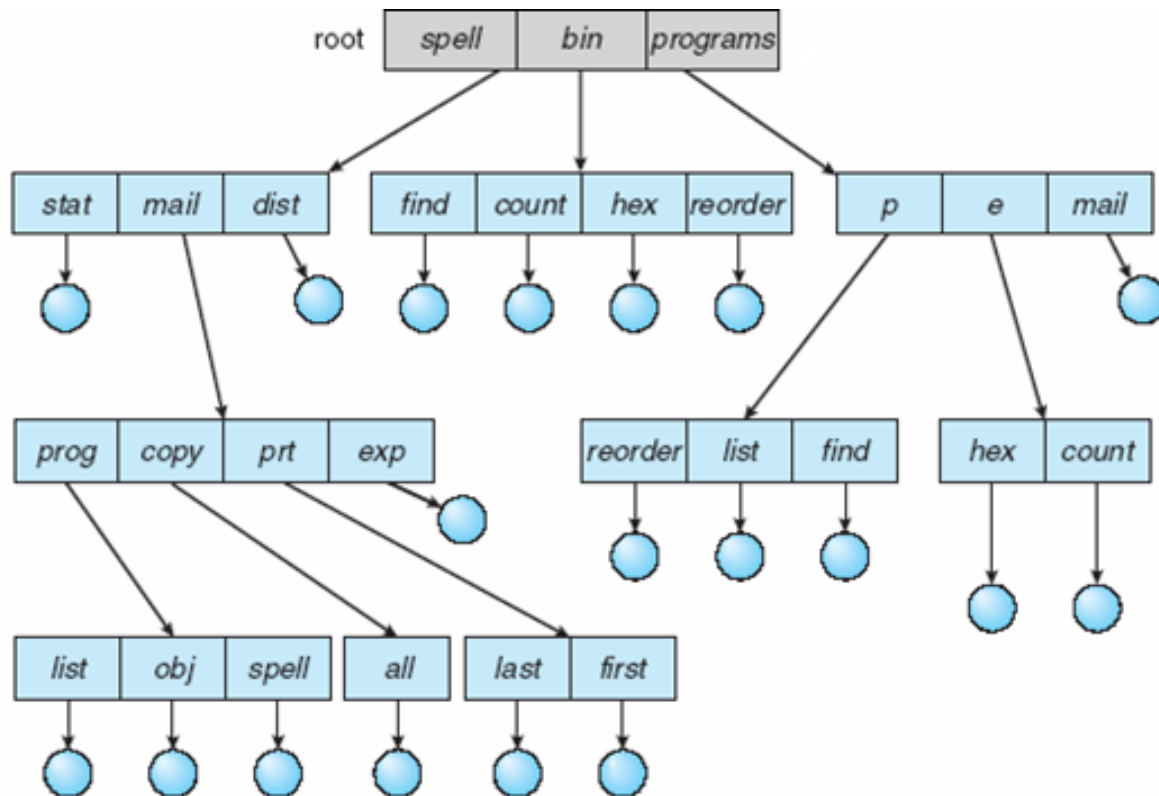 root spell bin programs
stat mail dist find count hex reorder p e mail
prog copy prt exp reorder list find hex count
list obj spell all last first